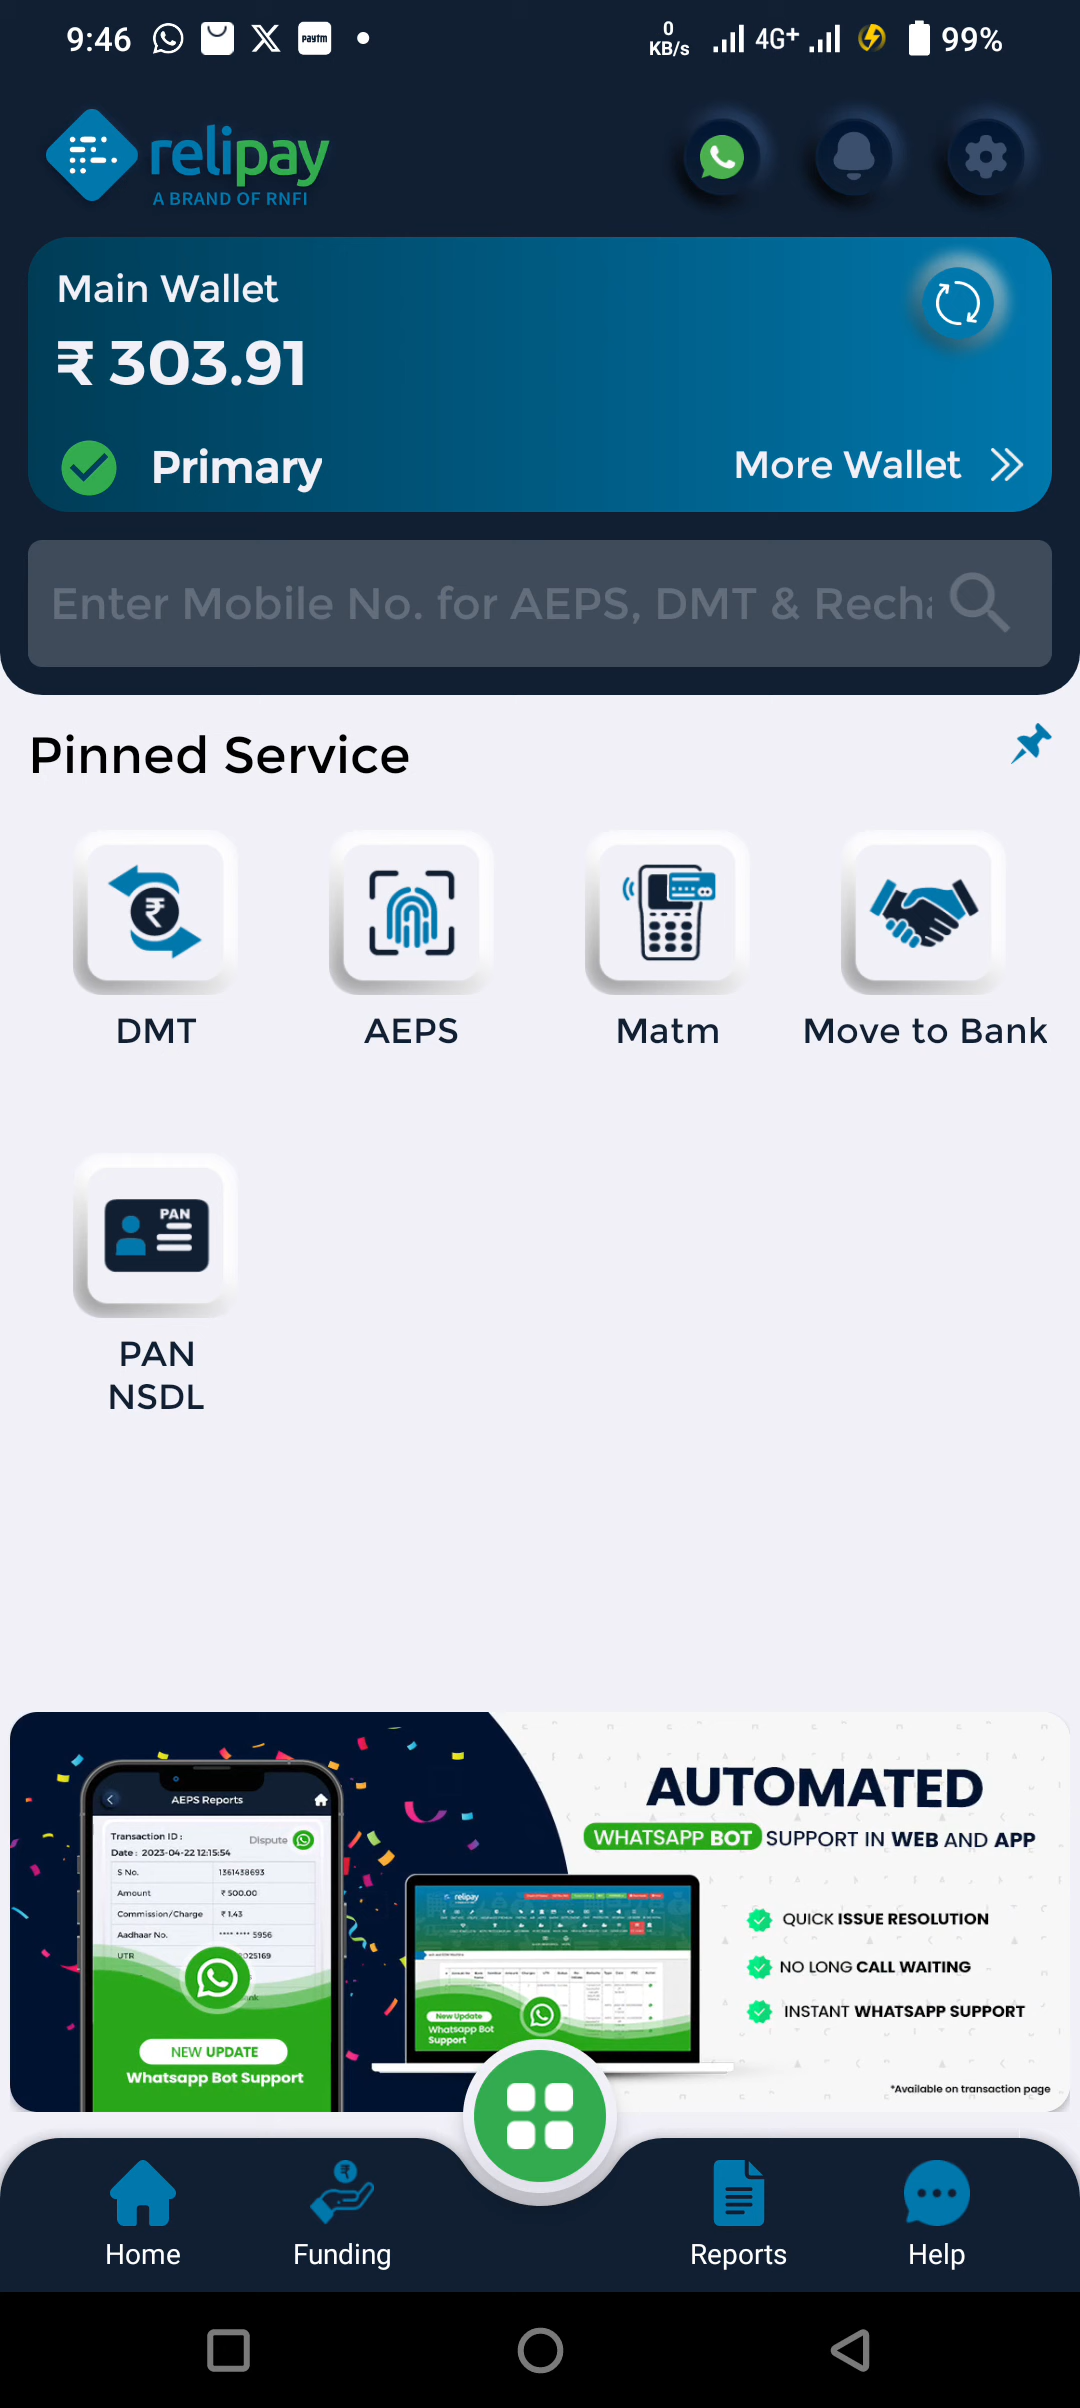 9:46
paytm
0
KB/s
4G+
99%
relipay
A BRAND OF RNFI
Main Wallet
₹ 303.91
Primary
More Wallet
Enter Mobile No. for AEPS, DMT & Recha
Pinned Service
DMT
AEPS
Matm
Move to Bank
PAN
PAN
NSDL
AEPS Reports
Transaction ID :
Dispute
Date : 2023-04-22 12:15:54
S No. 1361438693
Amount ₹ 500.00
Commission/Charge ₹ 1.43
Aadhaar No. **** **** 5956
UTR 025169
NEW UPDATE
Whatsapp Bot Support
relipay
New Update
Whatsapp Bot
Support
AUTOMATED
WHATSAPP BOT SUPPORT IN WEB AND APP
QUICK ISSUE RESOLUTION
NO LONG CALL WAITING
INSTANT WHATSAPP SUPPORT
*Available on transaction page
Home
Funding
Reports
Help